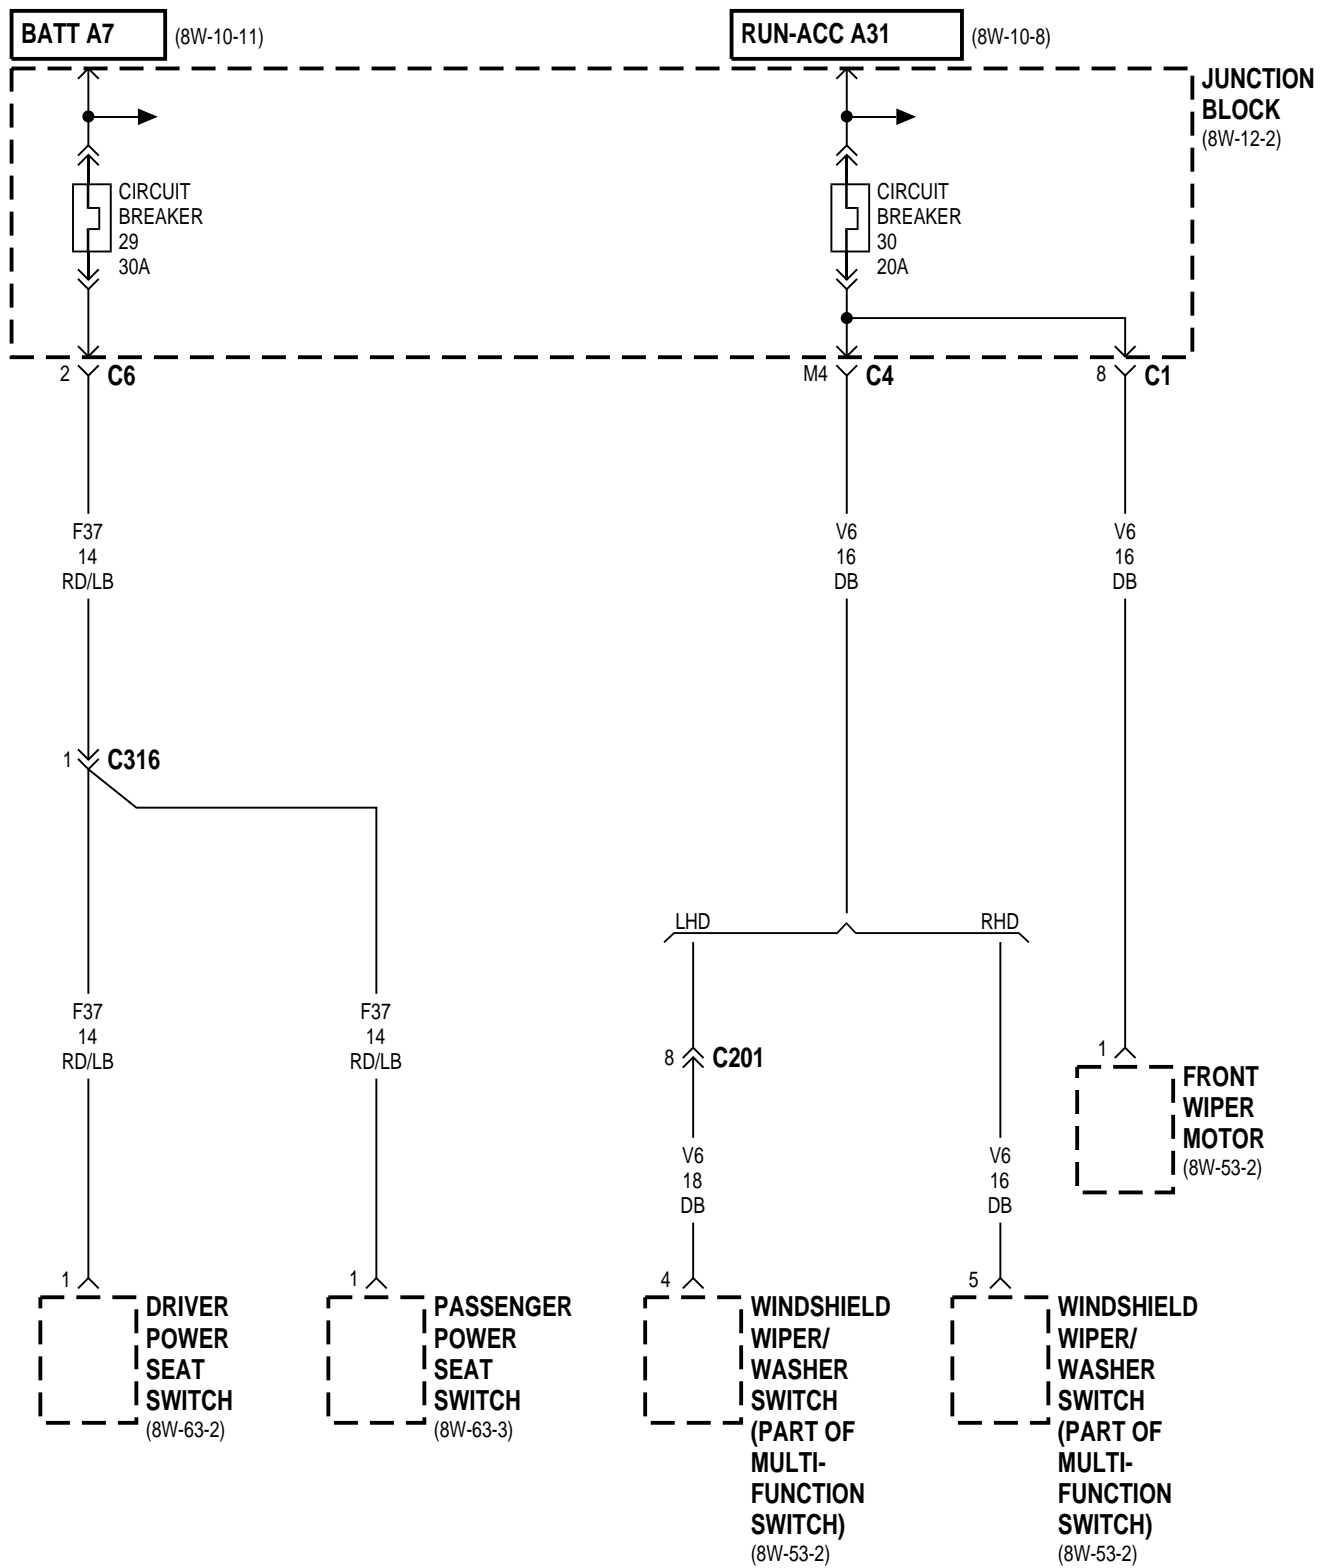 BATT A7 (8W-10-11)
RUN-ACC A31 (8W-10-8)
JUNCTION
BLOCK
(8W-12-2)
CIRCUIT
BREAKER
29
30A
CIRCUIT
BREAKER
30
20A
2 C6
M4 C4
8 C1
F37
14
RD/LB
V6
16
DB
V6
16
DB
1 C316
LHD
RHD
F37
14
RD/LB
F37
14
RD/LB
8 C201
1
FRONT
WIPER
MOTOR
(8W-53-2)
V6
18
DB
V6
16
DB
1
DRIVER
POWER
SEAT
SWITCH
(8W-63-2)
1
PASSENGER
POWER
SEAT
SWITCH
(8W-63-3)
4
WINDSHIELD
WIPER/
WASHER
SWITCH
(PART OF
MULTI-
FUNCTION
SWITCH)
(8W-53-2)
5
WINDSHIELD
WIPER/
WASHER
SWITCH
(PART OF
MULTI-
FUNCTION
SWITCH)
(8W-53-2)